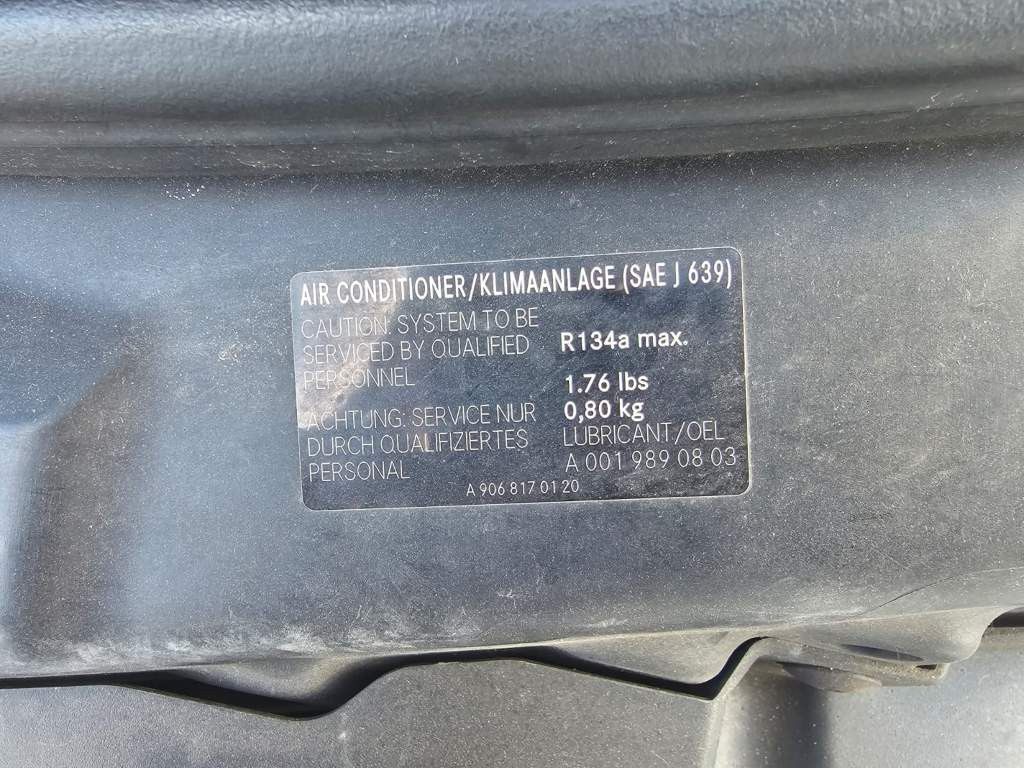 AIR CONDITIONER/KLIMAANLAGE (SAE J 639)
CAUTION: SYSTEM TO BE
SERVICED BY QUALIFIED
PERSONNEL
ACHTUNG: SERVICE NUR
DURCH QUALIFIZIERTES
PERSONAL
R134a max.
1.76 lbs
0,80 kg
LUBRICANT/OEL
A 001 989 08 03
A 906 817 01 20